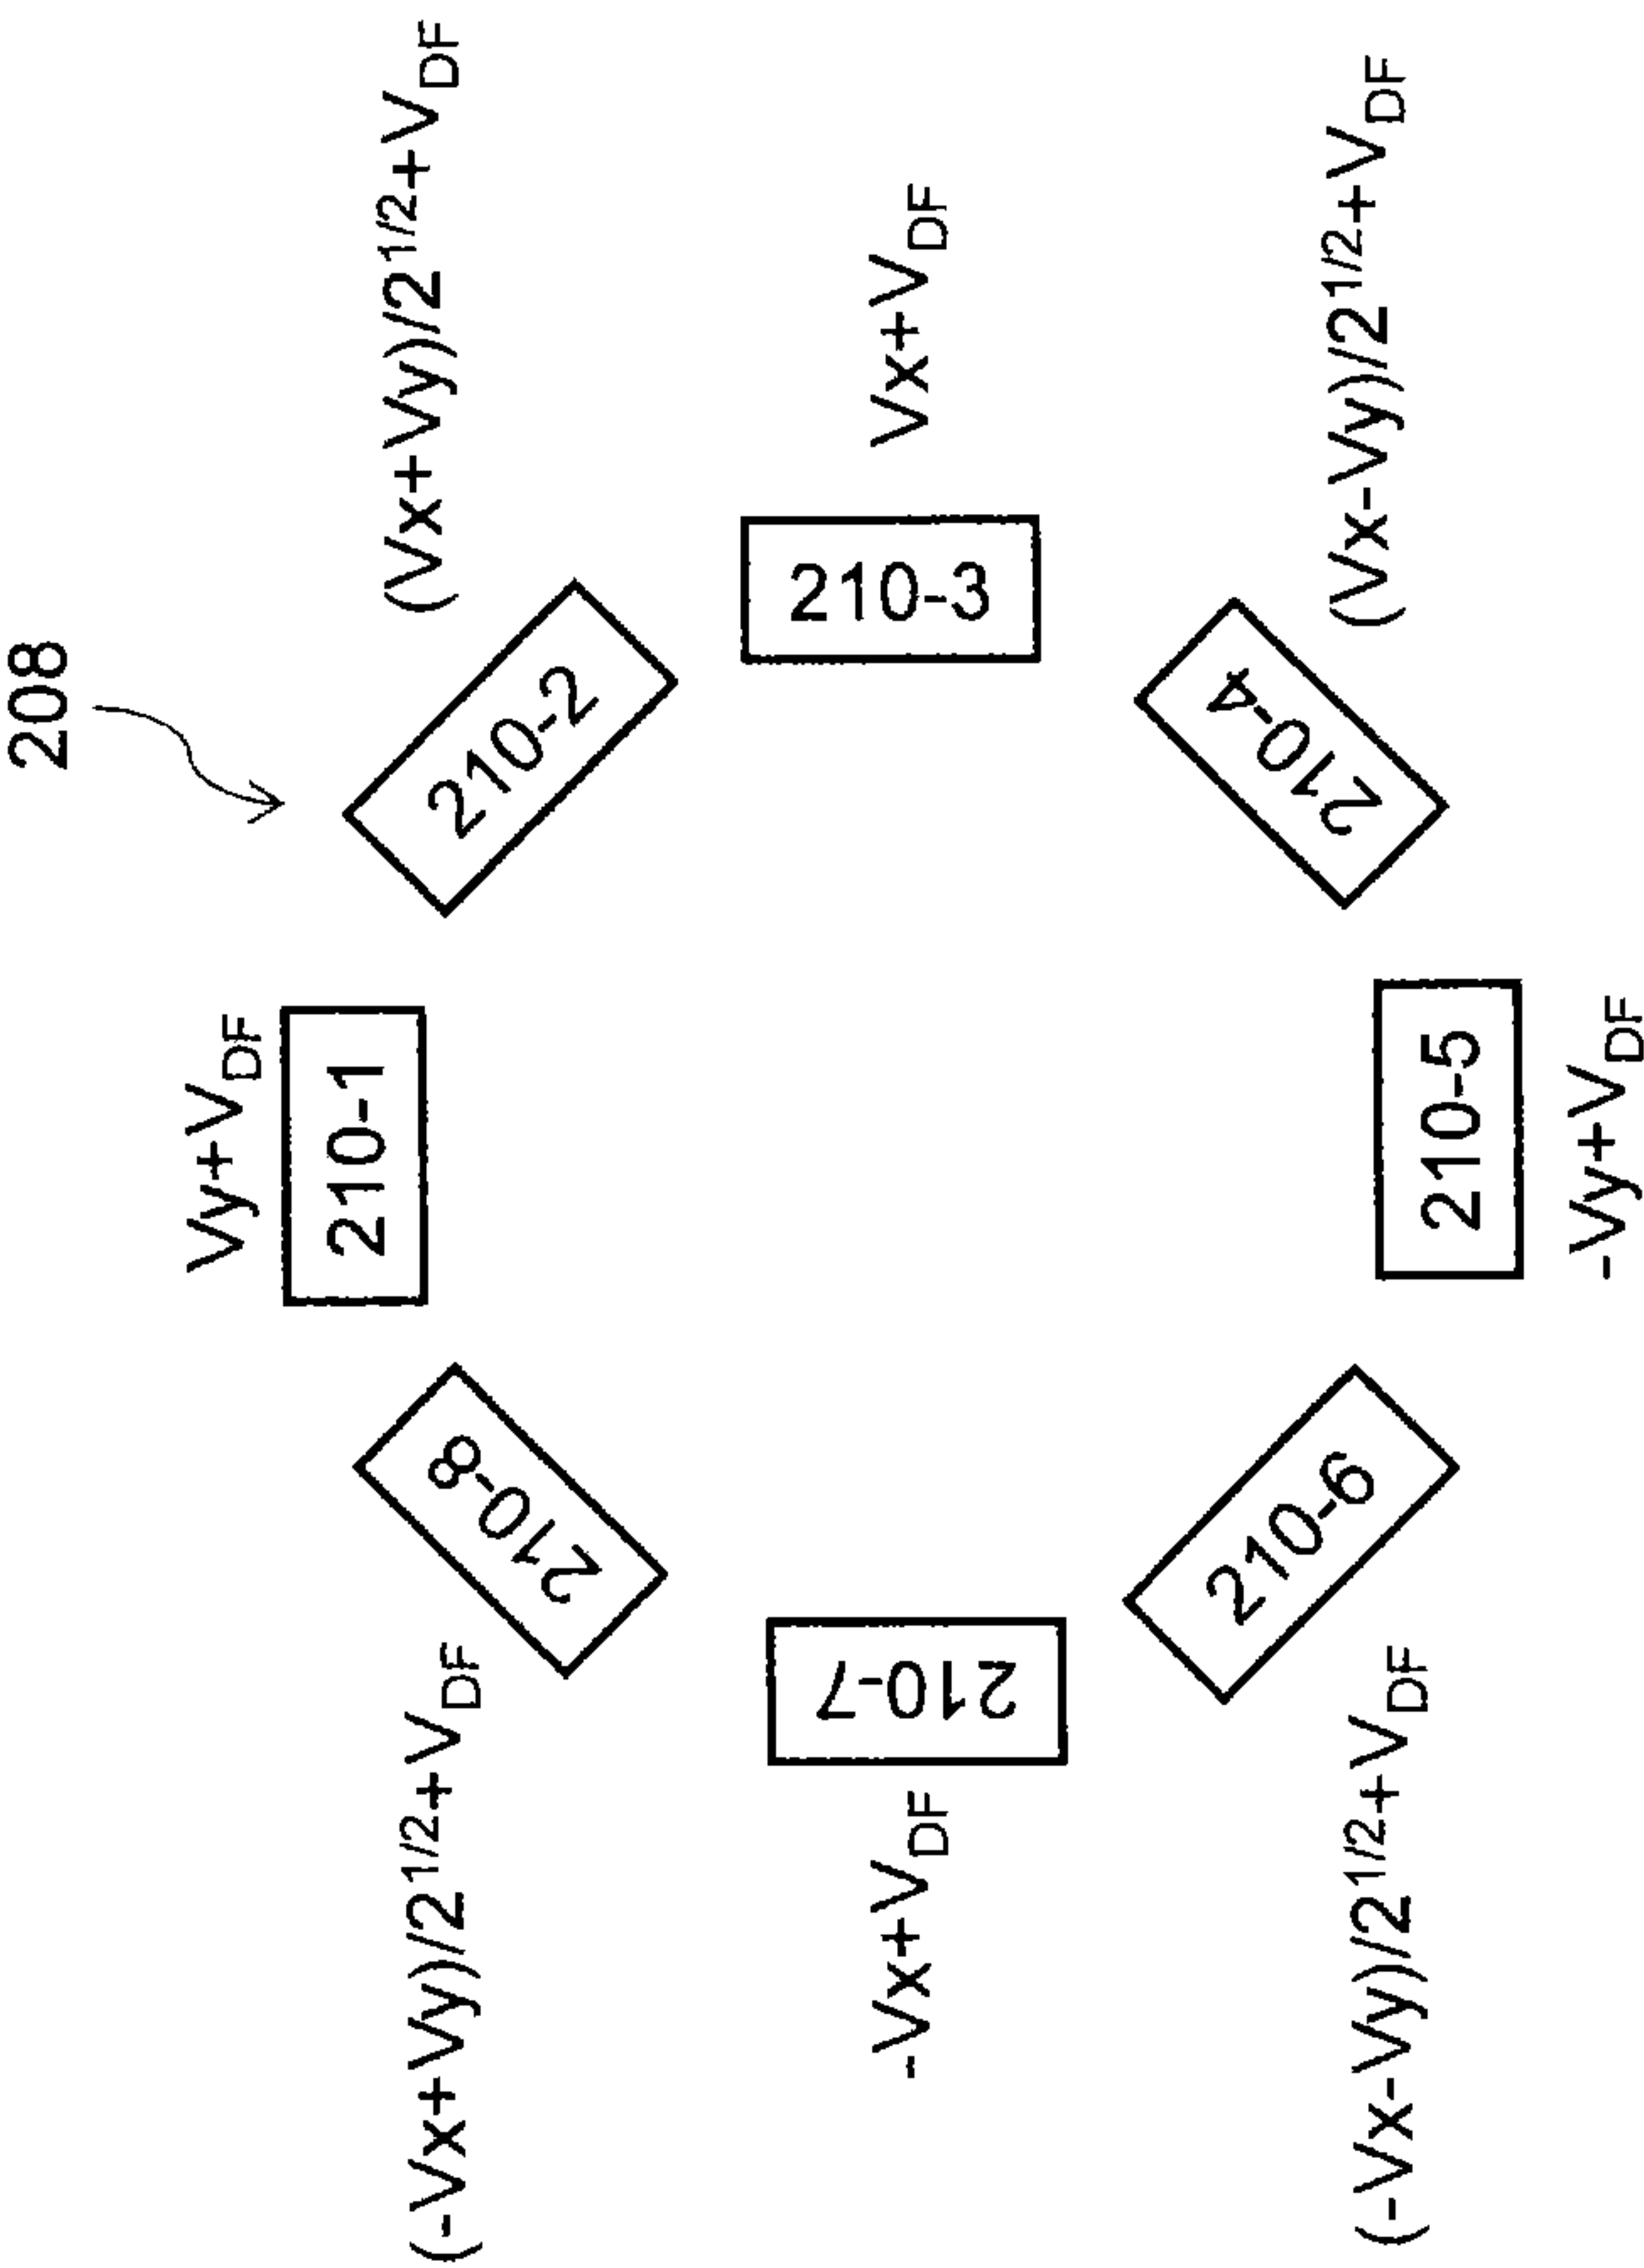 208
Vy+V_DF
210-1
(Vx+Vy)/2^1/2+V_DF
210-2
Vx+V_DF
210-3
(Vx-Vy)/2^1/2+V_DF
210-4
-Vy+V_DF
210-5
(-Vx-Vy)/2^1/2+V_DF
210-6
-Vx+V_DF
210-7
(-Vx+Vy)/2^1/2+V_DF
210-8